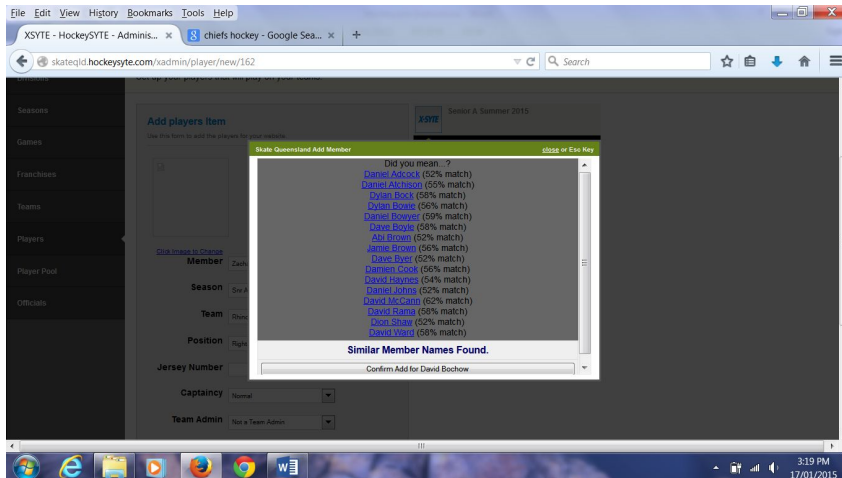 File Edit View History Bookmarks Tools Help
XSYTE - HockeySYTE - Adminis... × 8 chiefs hockey - Google Sea... × +
skateqld.hockeysyte.com/xadmin/player/new/162 Search
Divisions
Seasons
Games
Franchises
Teams
Players
Player Pool
Officials
Add players item
Use this form to add the players for your website.
Click Image to Change
Member
Season
Team
Position Right
Jersey Number
Captaincy Normal
Team Admin Not a Team Admin
XSYTE Senior A Summer 2015
Skate Queensland Add Member close or Esc Key
Did you mean...?
Daniel Adcock (52% match)
Daniel Atchison (55% match)
Dylan Bock (58% match)
Dylan Bowie (56% match)
Daniel Bowyer (59% match)
Dave Boyle (58% match)
Abi Brown (52% match)
Jamie Brown (56% match)
Dave Byer (52% match)
Damien Cook (56% match)
David Haynes (54% match)
Daniel Johns (52% match)
David McCann (62% match)
David Rama (58% match)
Dion Shaw (52% match)
David Ward (58% match)
Similar Member Names Found.
Confirm Add for David Bochow
3:19 PM
17/01/2015